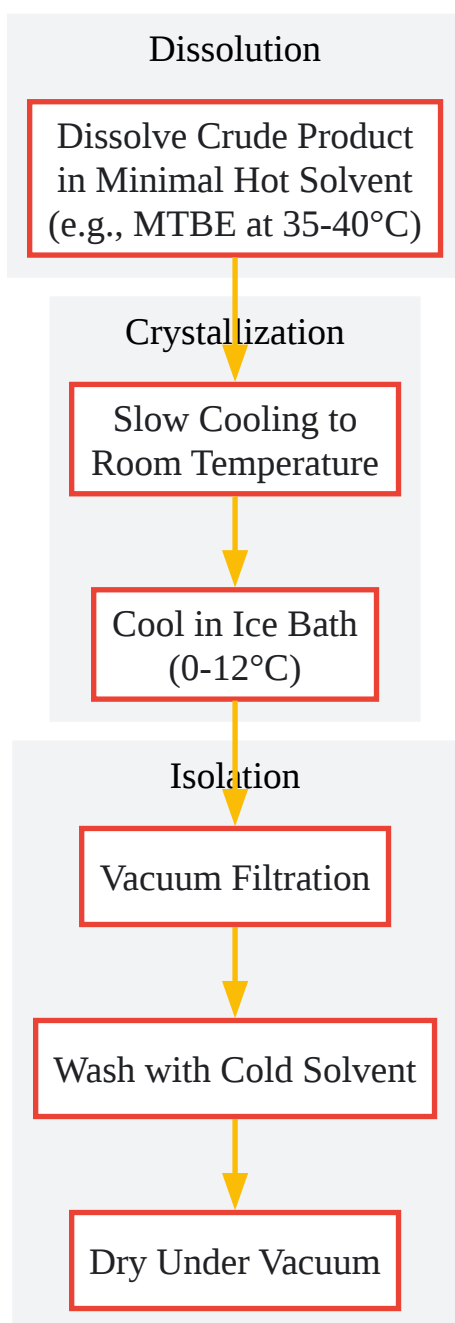 Dissolution
Dissolve Crude Product
in Minimal Hot Solvent
(e.g., MTBE at 35-40°C)
Crystallization
Slow Cooling to
Room Temperature
Cool in Ice Bath
(0-12°C)
Isolation
Vacuum Filtration
Wash with Cold Solvent
Dry Under Vacuum